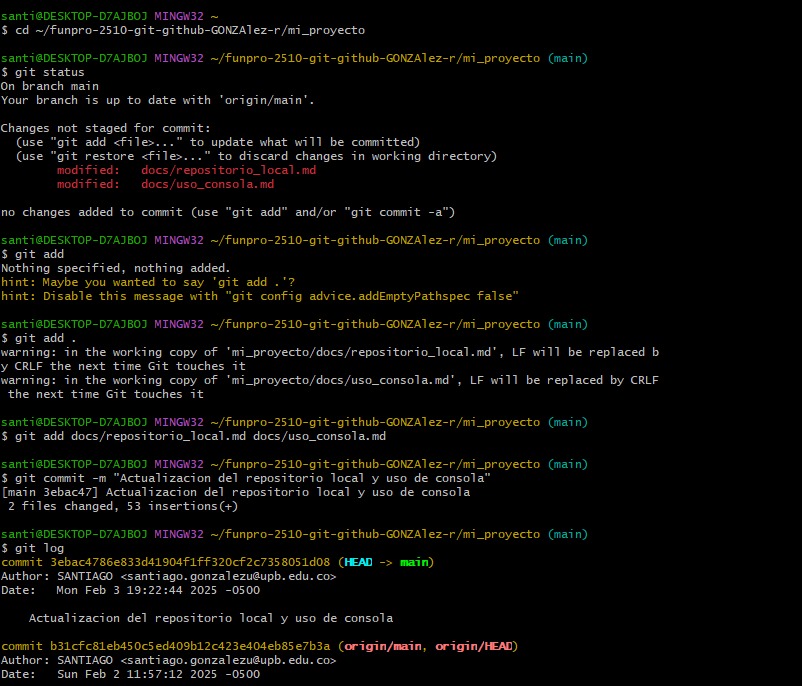 santi@DESKTOP-D7AJBOJ MINGW32 ~
$ cd ~/funpro-2510-git-github-GONZAlez-r/mi_proyecto

santi@DESKTOP-D7AJBOJ MINGW32 ~/funpro-2510-git-github-GONZAlez-r/mi_proyecto (main)
$ git status
On branch main
Your branch is up to date with 'origin/main'.

Changes not staged for commit:
  (use "git add <file>..." to update what will be committed)
  (use "git restore <file>..." to discard changes in working directory)
        modified:   docs/repositorio_local.md
        modified:   docs/uso_consola.md

no changes added to commit (use "git add" and/or "git commit -a")

santi@DESKTOP-D7AJBOJ MINGW32 ~/funpro-2510-git-github-GONZAlez-r/mi_proyecto (main)
$ git add
Nothing specified, nothing added.
hint: Maybe you wanted to say 'git add .'?
hint: Disable this message with "git config advice.addEmptyPathspec false"

santi@DESKTOP-D7AJBOJ MINGW32 ~/funpro-2510-git-github-GONZAlez-r/mi_proyecto (main)
$ git add .
warning: in the working copy of 'mi_proyecto/docs/repositorio_local.md', LF will be replaced b
y CRLF the next time Git touches it
warning: in the working copy of 'mi_proyecto/docs/uso_consola.md', LF will be replaced by CRLF
 the next time Git touches it

santi@DESKTOP-D7AJBOJ MINGW32 ~/funpro-2510-git-github-GONZAlez-r/mi_proyecto (main)
$ git add docs/repositorio_local.md docs/uso_consola.md

santi@DESKTOP-D7AJBOJ MINGW32 ~/funpro-2510-git-github-GONZAlez-r/mi_proyecto (main)
$ git commit -m "Actualizacion del repositorio local y uso de consola"
[main 3ebac47] Actualizacion del repositorio local y uso de consola
 2 files changed, 53 insertions(+)

santi@DESKTOP-D7AJBOJ MINGW32 ~/funpro-2510-git-github-GONZAlez-r/mi_proyecto (main)
$ git log
commit 3ebac4786e833d41904f1ff320cf2c7358051d08 (HEAD -> main)
Author: SANTIAGO <santiago.gonzalezu@upb.edu.co>
Date:   Mon Feb 3 19:22:44 2025 -0500

    Actualizacion del repositorio local y uso de consola

commit b31cfc81eb450c5ed409b12c423e404eb85e7b3a (origin/main, origin/HEAD)
Author: SANTIAGO <santiago.gonzalezu@upb.edu.co>
Date:   Sun Feb 2 11:57:12 2025 -0500